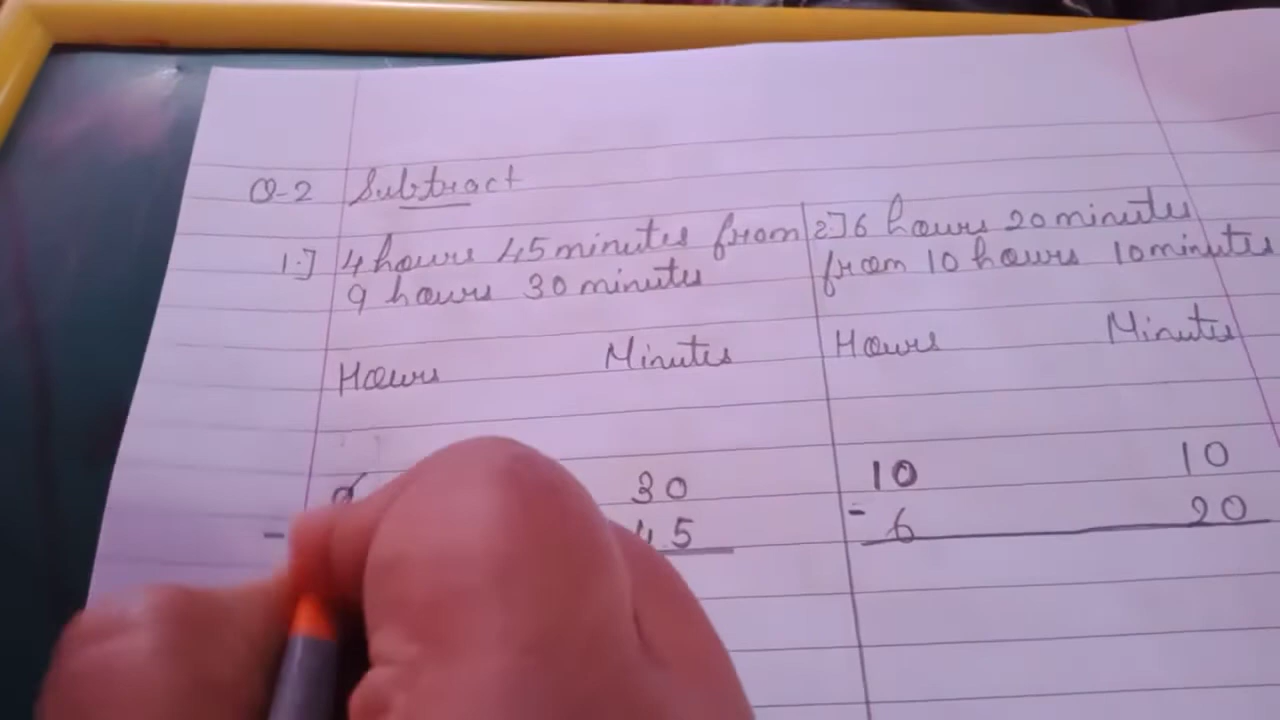 Q-2 Subtract
1.] 4 hours 45 minutes from
9 hours 30 minutes
Hours Minutes
9 30
- 45
2.] 6 hours 20 minutes
from 10 hours 10 minutes
Hours Minutes
10 10
- 6 20